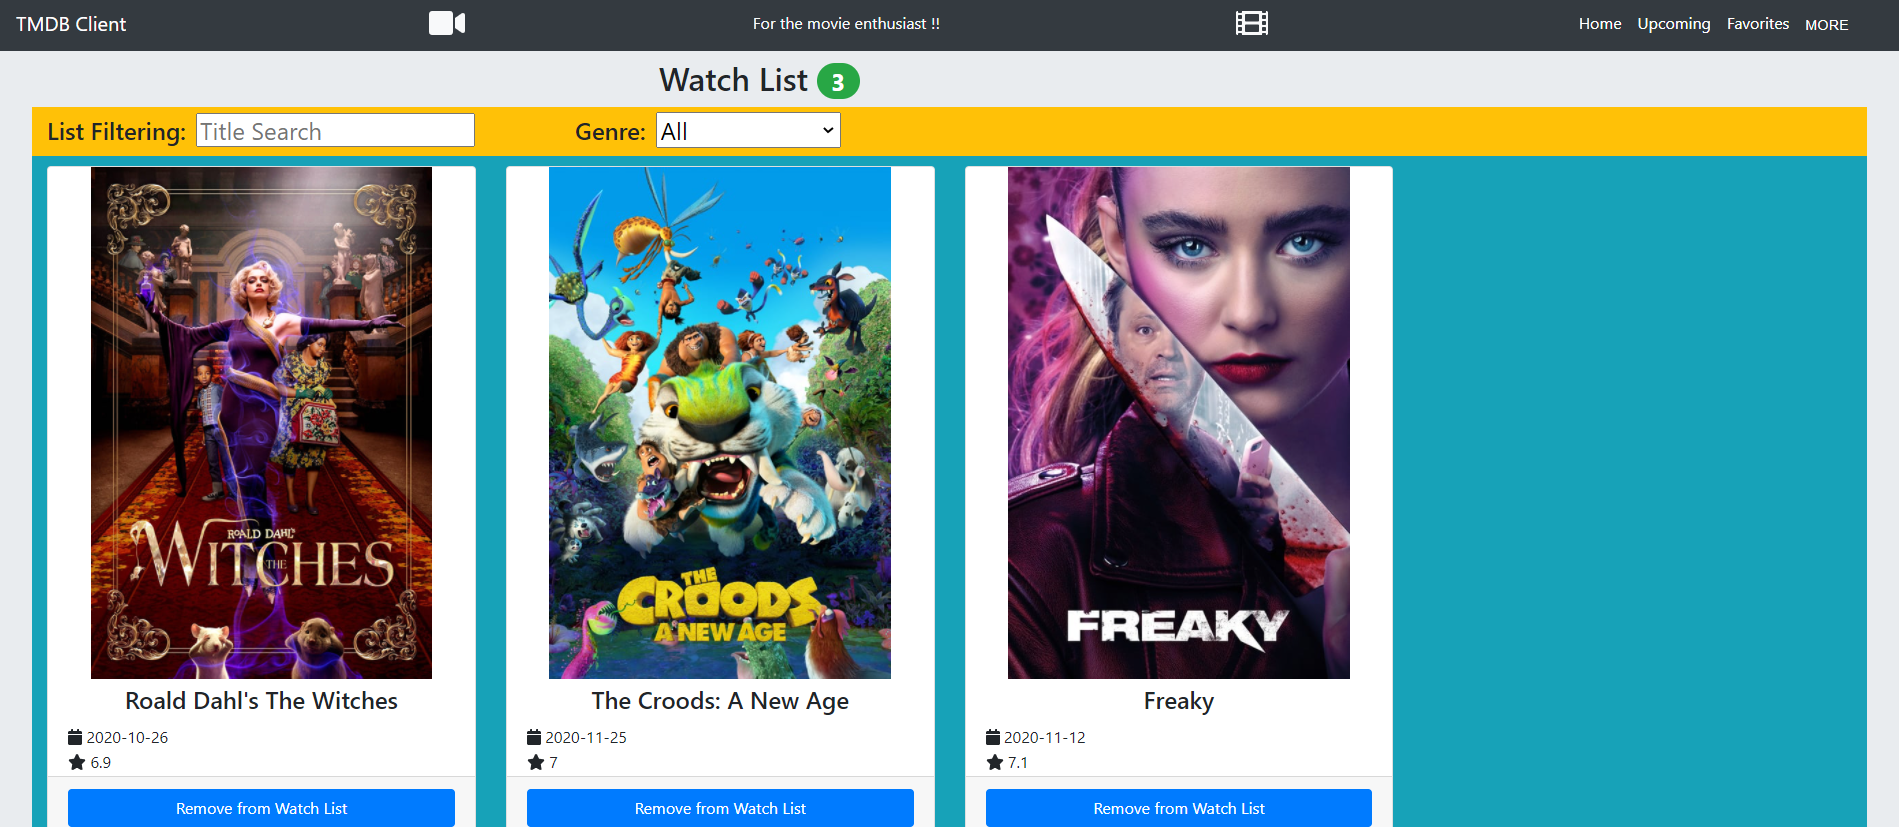 TMDB Client
For the movie enthusiast !!
Home Upcoming Favorites MORE
Watch List 3
List Filtering: Title Search Genre: All
ROALD DAHL'S
THE WITCHES
THE
CROODS
A NEW AGE
FREAKY
Roald Dahl's The Witches
2020-10-26
6.9
Remove from Watch List
The Croods: A New Age
2020-11-25
7
Remove from Watch List
Freaky
2020-11-12
7.1
Remove from Watch List